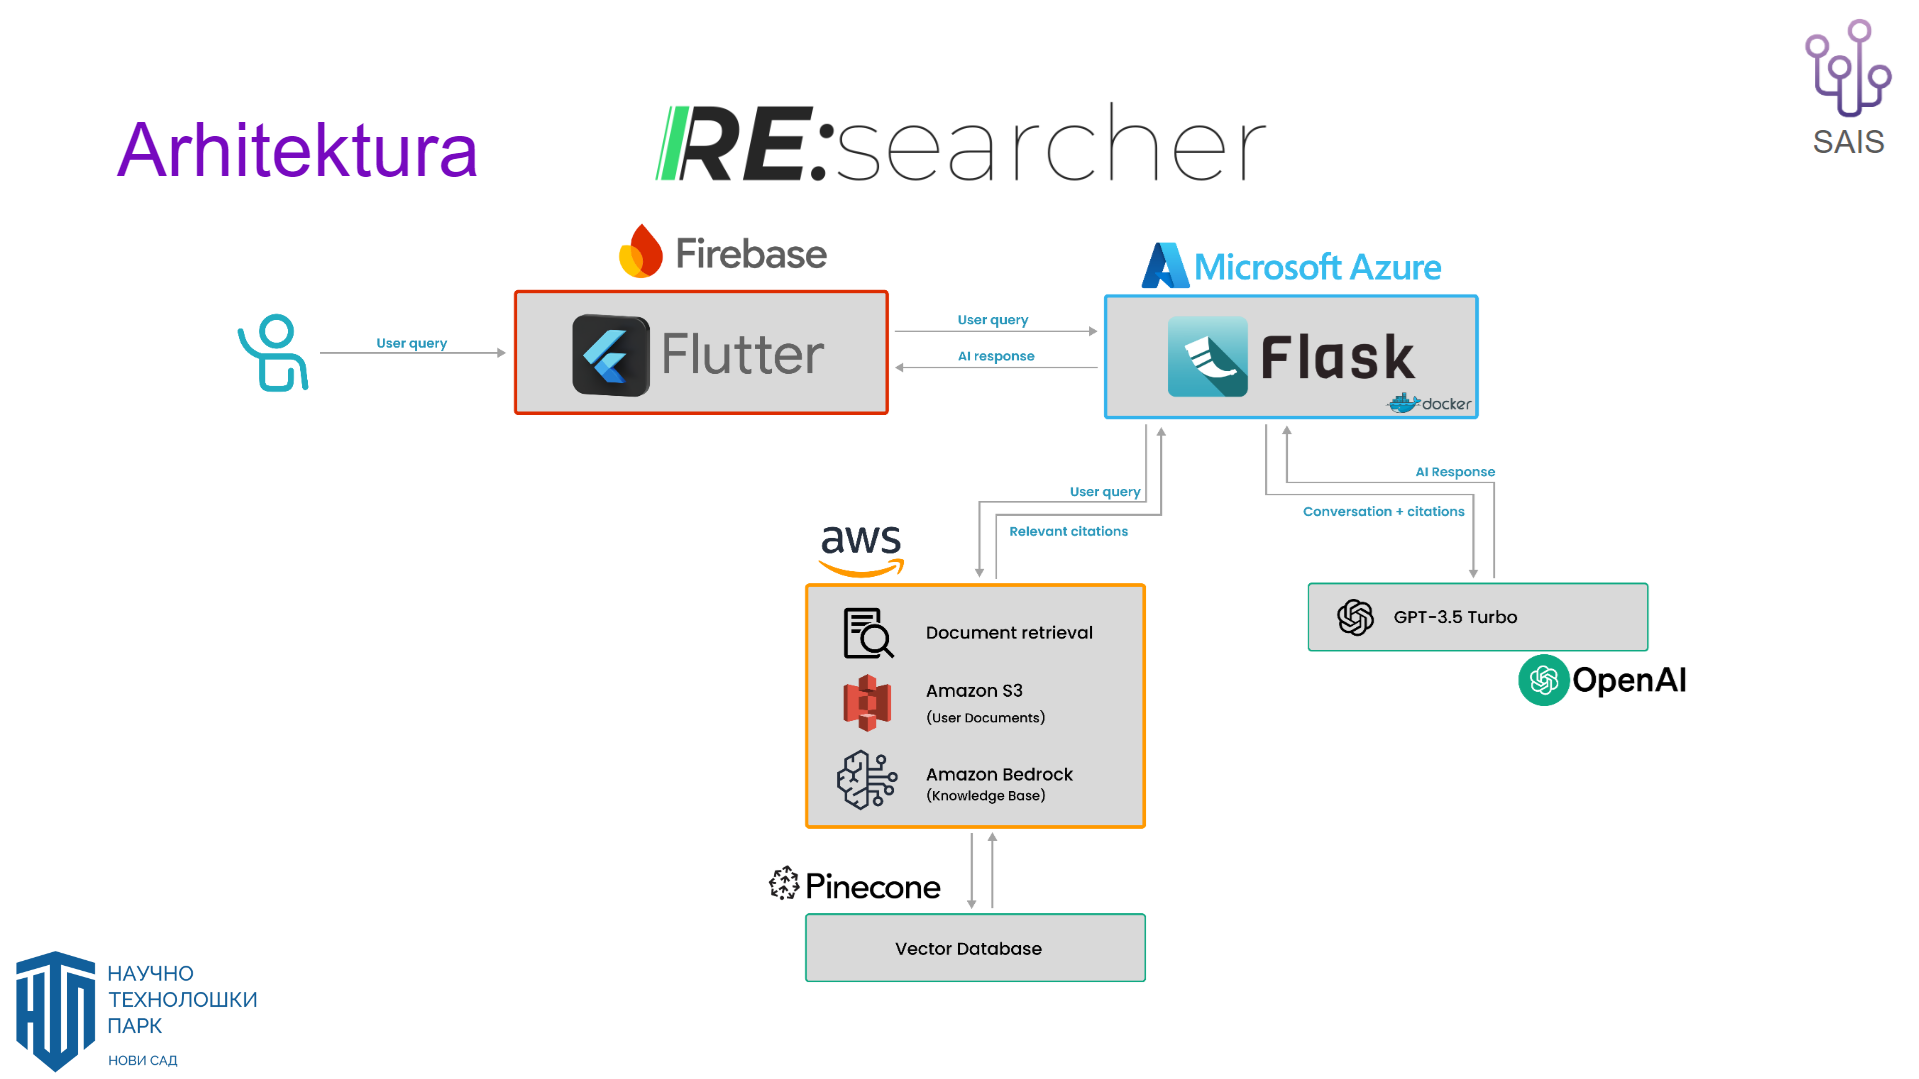 Arhitektura
RE:searcher
SAIS
Firebase
Microsoft Azure
User query
Flutter
User query
AI response
Flask
docker
User query
Relevant citations
AI Response
Conversation + citations
aws
Document retrieval
Amazon S3
(User Documents)
Amazon Bedrock
(Knowledge Base)
GPT-3.5 Turbo
OpenAI
Pinecone
Vector Database
НАУЧНО
ТЕХНОЛОШКИ
ПАРК
НОВИ САД